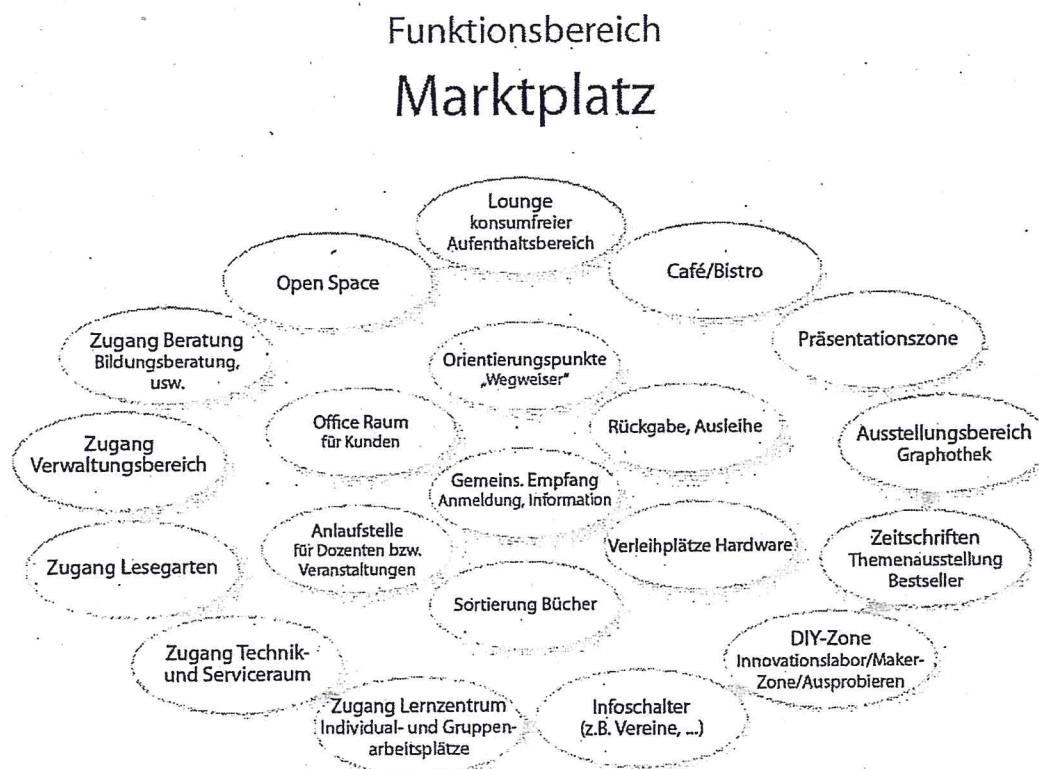 Funktionsbereich
Marktplatz
Lounge
konsumfreier
Aufenthaltsbereich
Open Space
Café/Bistro
Zugang Beratung
Bildungsberatung,
usw.
Orientierungspunkte
„Wegweiser“
Präsentationszone
Office Raum
für Kunden
Rückgabe, Ausleihe
Zugang
Verwaltungsbereich
Ausstellungsbereich
Graphothek
Gemeins. Empfang
Anmeldung, Information
Anlaufstelle
für Dozenten bzw.
Veranstaltungen
Verleihplätze Hardware
Zeitschriften
Themenausstellung
Bestseller
Zugang Lesegarten
Sortierung Bücher
Zugang Technik-
und Serviceraum
DIY-Zone
Innovationslabor/Maker-
Zone/Ausprobieren
Zugang Lernzentrum
Individual- und Gruppen-
arbeitsplätze
Infoschalter
(z.B. Vereine, ...)